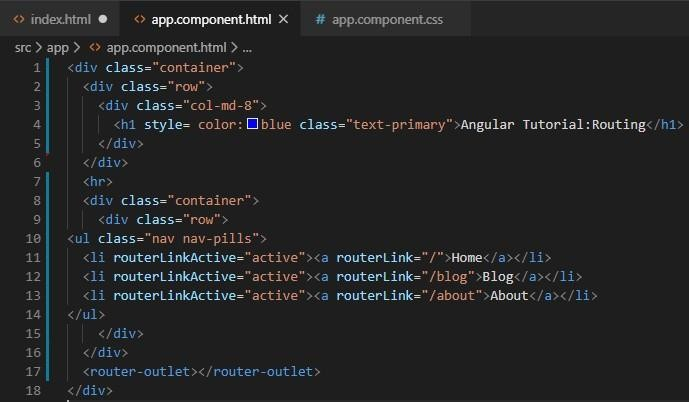 index.html
app.component.html
# app.component.css
src > app > app.component.html > ...
1 <div class="container">
2 <div class="row">
3 <div class="col-md-8">
4 <h1 style= color: blue class="text-primary">Angular Tutorial:Routing</h1>
5 </div>
6 </div>
7 <hr>
8 <div class="container">
9 <div class="row">
10 <ul class="nav nav-pills">
11 <li routerLinkActive="active"><a routerLink="/">Home</a></li>
12 <li routerLinkActive="active"><a routerLink="/blog">Blog</a></li>
13 <li routerLinkActive="active"><a routerLink="/about">About</a></li>
14 </ul>
15 </div>
16 </div>
17 <router-outlet></router-outlet>
18 </div>